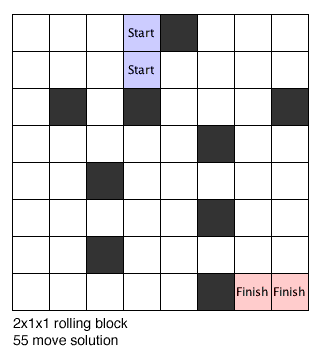 Start
Start
Finish Finish
2x1x1 rolling block
55 move solution